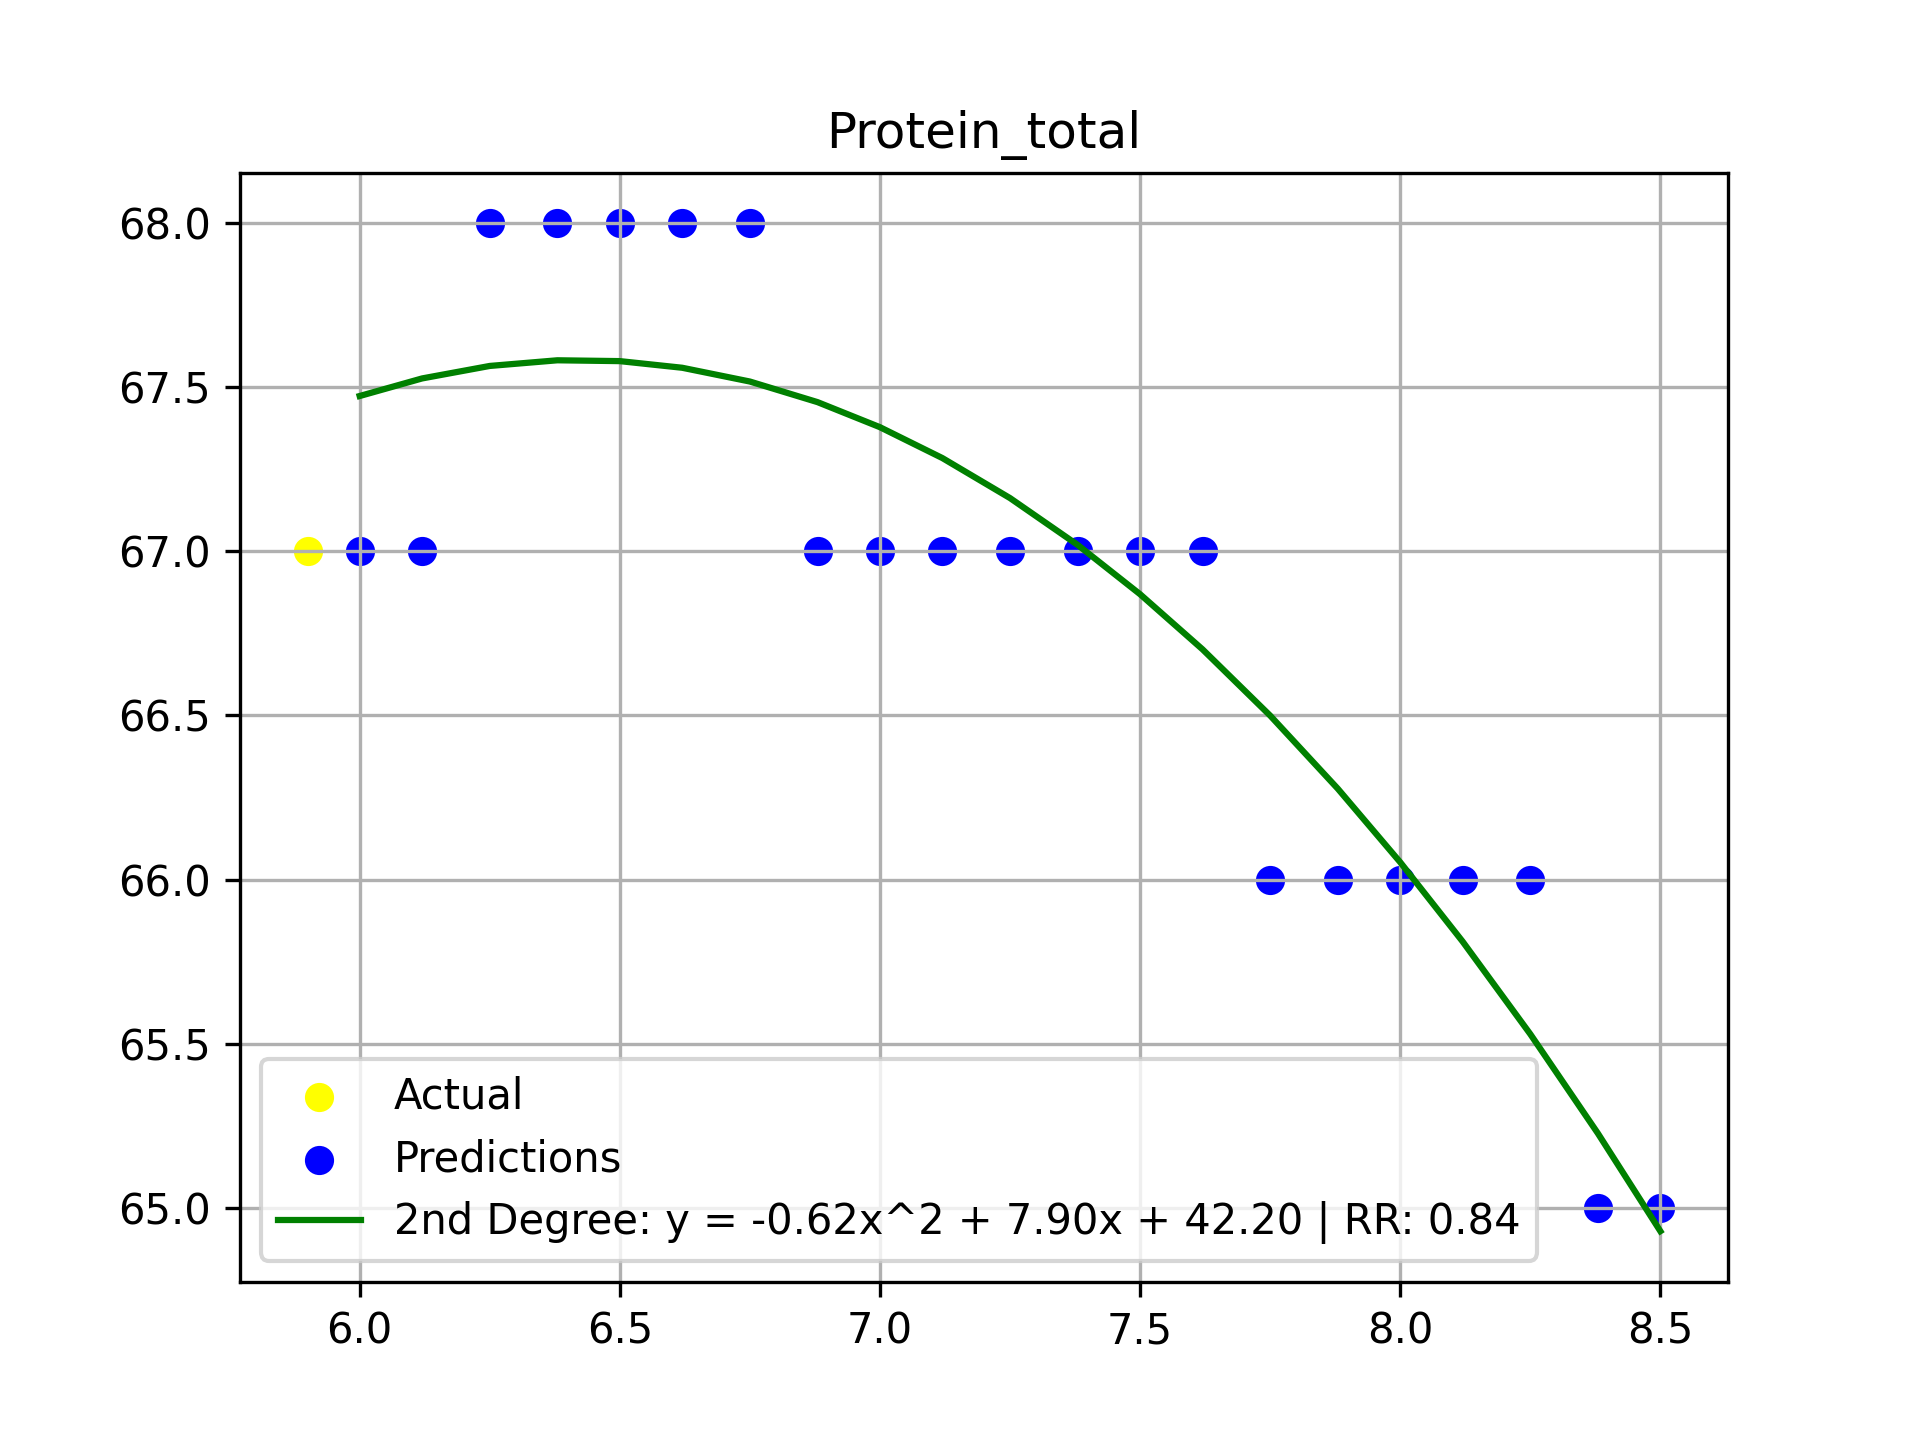 Protein_total
68.0
67.5
67.0
66.5
66.0
65.5
65.0
Actual
Predictions
2nd Degree: y = -0.62x^2 + 7.90x + 42.20 | RR: 0.84
6.0 6.5 7.0 7.5 8.0 8.5